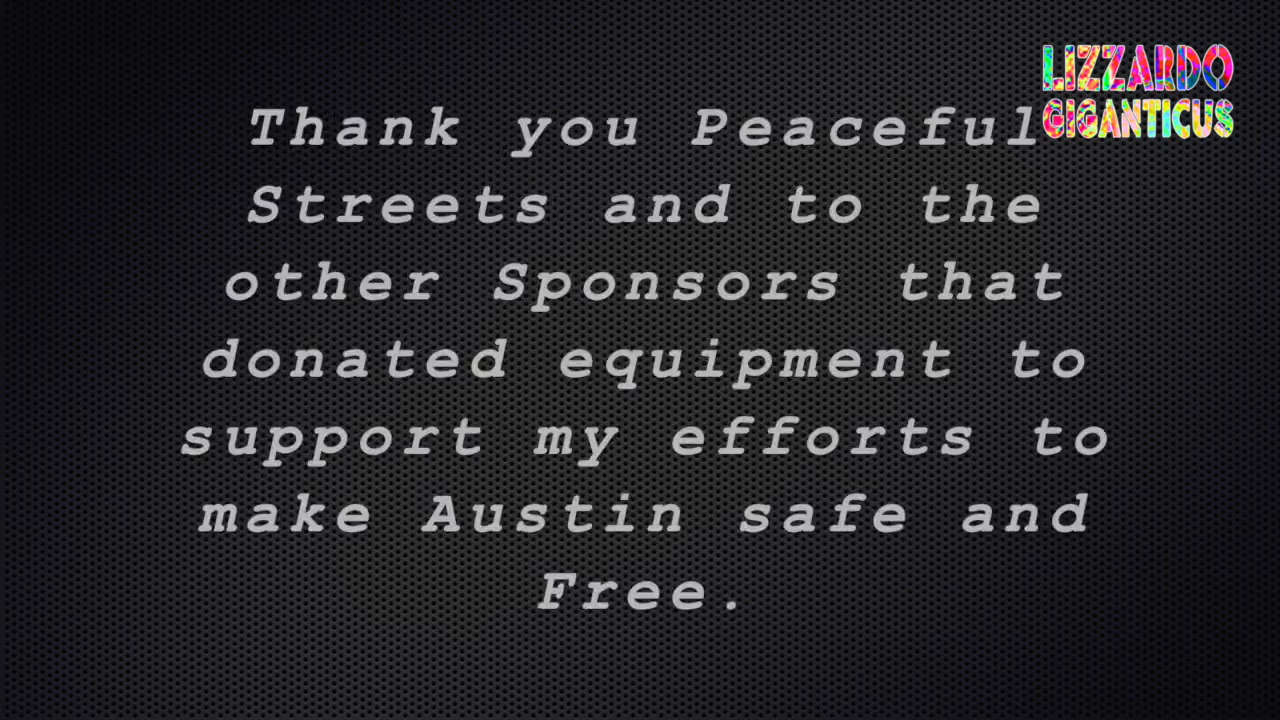 LIZZARDO
GIGANTICUS
Thank you Peaceful
Streets and to the
other Sponsors that
donated equipment to
support my efforts to
make Austin safe and
Free.